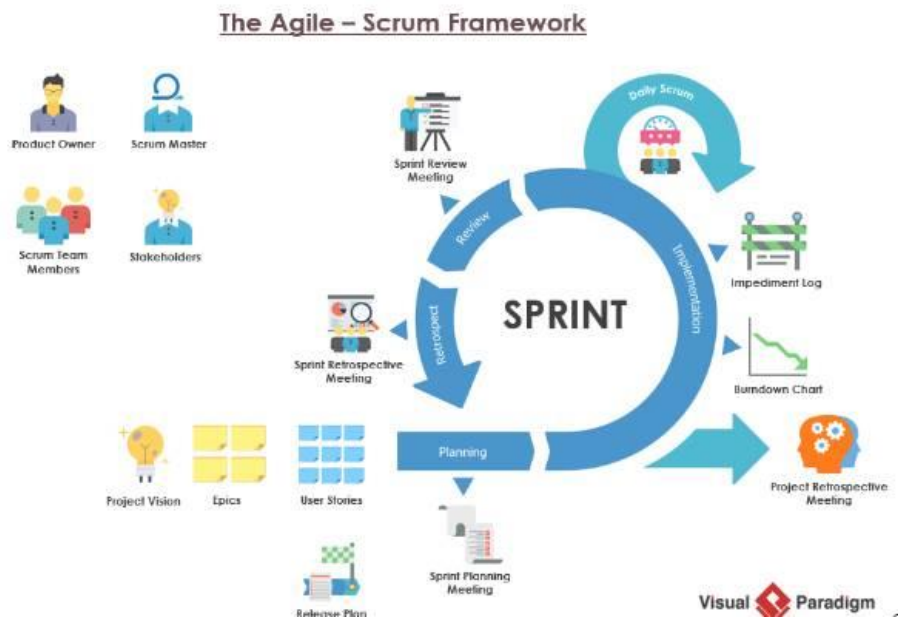 The Agile – Scrum Framework
Product Owner
Scrum Master
Scrum Team
Members
Stakeholders
Sprint Review
Meeting
Daily Scrum
Review
Implementation
Impediment Log
SPRINT
Retrospect
Sprint Retrospective
Meeting
Burndown Chart
Planning
Project Vision
Epics
User Stories
Project Retrospective
Meeting
Sprint Planning
Meeting
Release Plan
Visual Paradigm